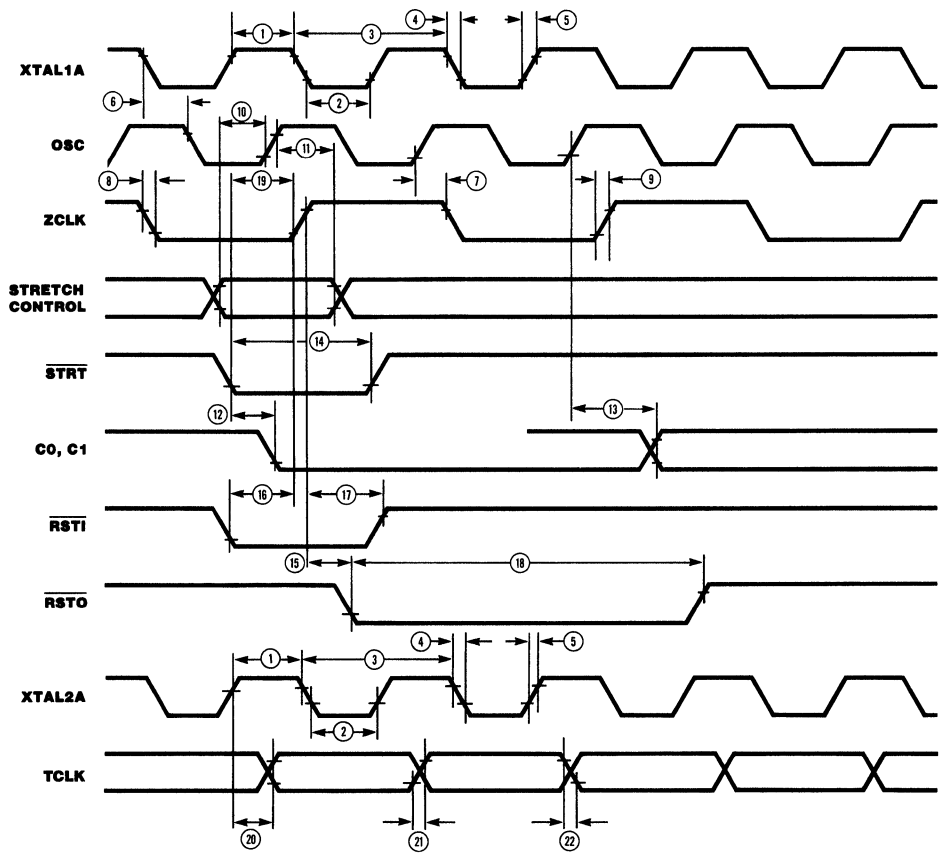 4
5
1
3
XTAL1A
2
6
10
OSC
11
8
19
7
9
ZCLK
STRETCH
CONTROL
14
STRT
12
13
C0, C1
16
17
RSTI
15
18
RSTO
4
5
1
3
XTAL2A
2
TCLK
20
21
22